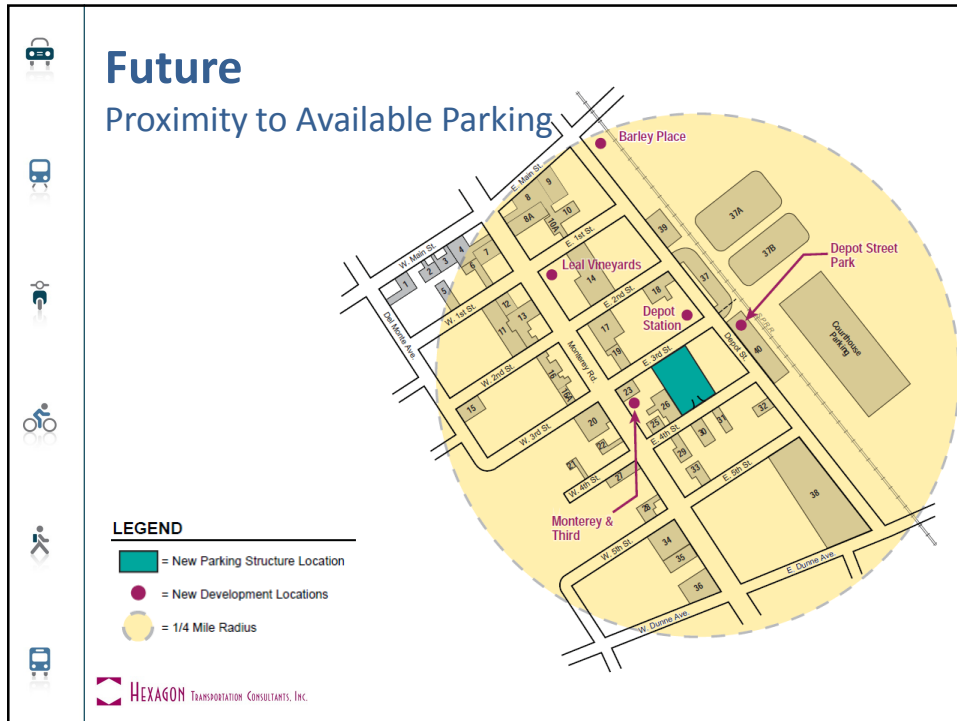 Future
Proximity to Available Parking
Barley Place
E. Main St.
9
8
8A
10
10A
37A
39
37B
W. Main St.
4
3
2
1
6
7
5
E. 1st St.
Leal Vineyards
14
37
Depot Street
Park
Del Monte Ave.
W. 1st St.
12
13
11
E. 2nd St.
18
Depot
Station
S.P.R.R.
Depot St.
40
Courthouse
Parking
17
19
Monterey Rd.
E. 3rd St.
W. 2nd St.
16
16A
23
26
25
15
W. 3rd St.
20
22
21
E. 4th St.
29
30
31
32
33
W. 4th St.
27
28
E. 5th St.
38
Monterey &
Third
W. 5th St.
34
35
36
E. Dunne Ave.
W. Dunne Ave.
LEGEND
= New Parking Structure Location
= New Development Locations
= 1/4 Mile Radius
HEXAGON TRANSPORTATION CONSULTANTS, INC.